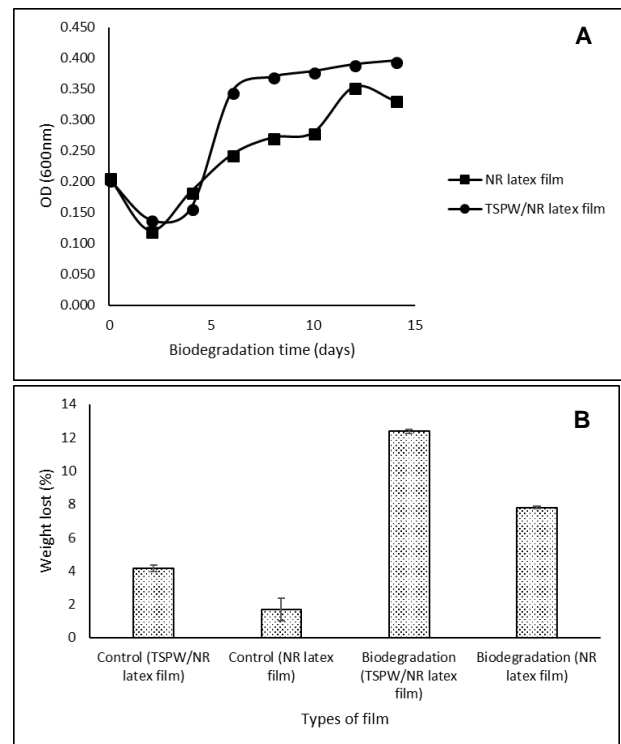 A
0.450
0.400
0.350
0.300
0.250
0.200
0.150
0.100
0.050
0.000
OD (600nm)
0 5 10 15
Biodegradation time (days)
NR latex film
TSPW/NR latex film
B
14
12
10
8
6
4
2
0
Weight lost (%)
Control (TSPW/NR
latex film)
Control (NR latex
film)
Biodegradation
(TSPW/NR latex
film)
Biodegradation (NR
latex film)
Types of film